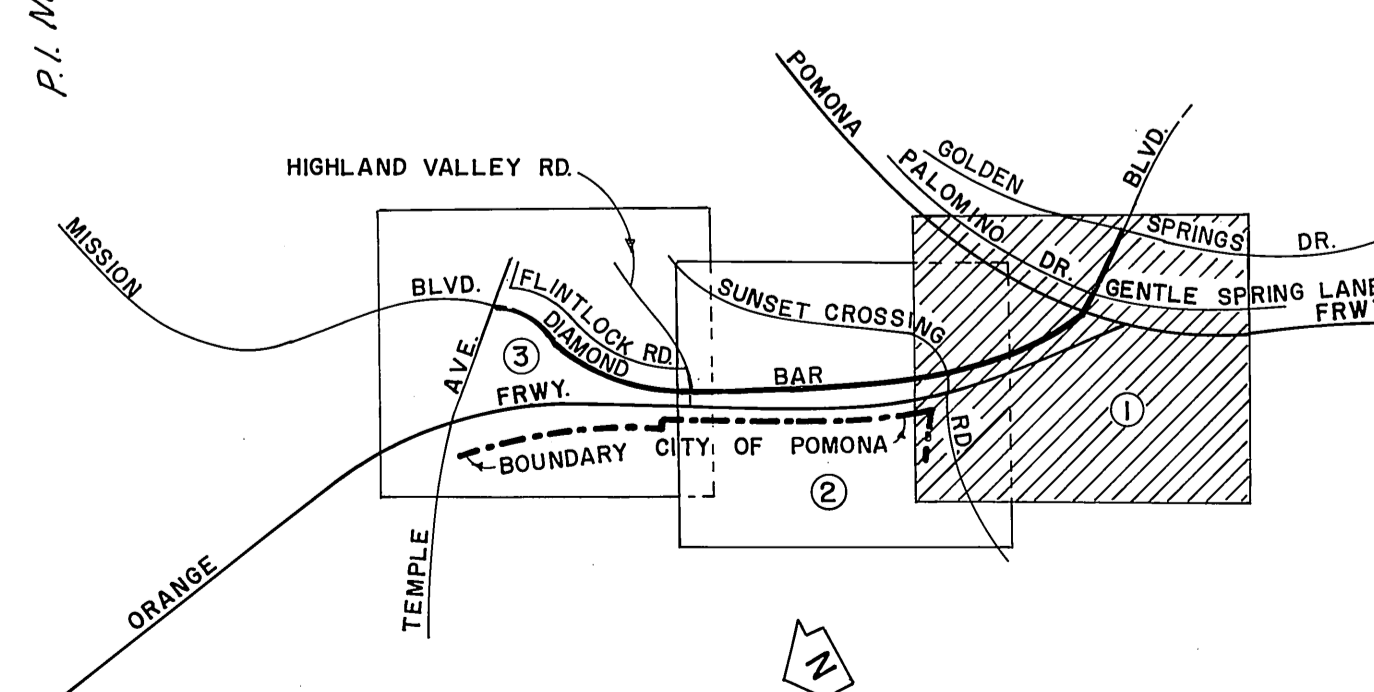 P.I. N
POMONA
GOLDEN
SPRINGS
DR.
PALOMINO
DR.
BLVD.
HIGHLAND VALLEY RD.
MISSION
BLVD.
FLINTLOCK RD.
DIAMOND
BAR
SUNSET CROSSING
RD.
GENTLE SPRING LANE
FRW
AVE.
3
FRWY.
1
BOUNDARY CITY OF POMONA
2
TEMPLE
ORANGE
N